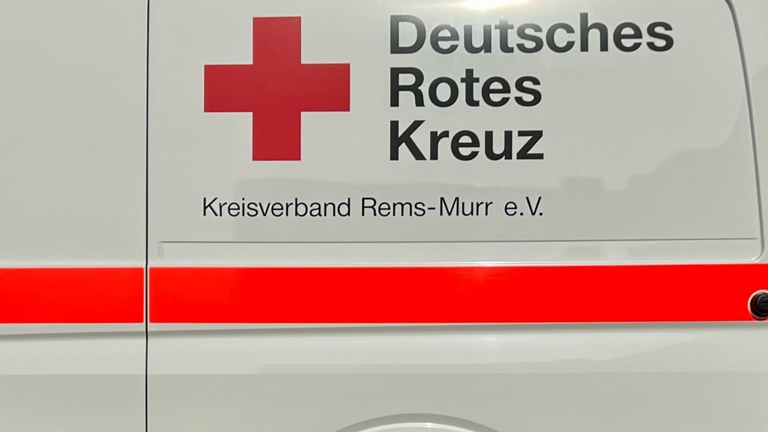 Deutsches
Rotes
Kreuz
Kreisverband Rems-Murr e.V.